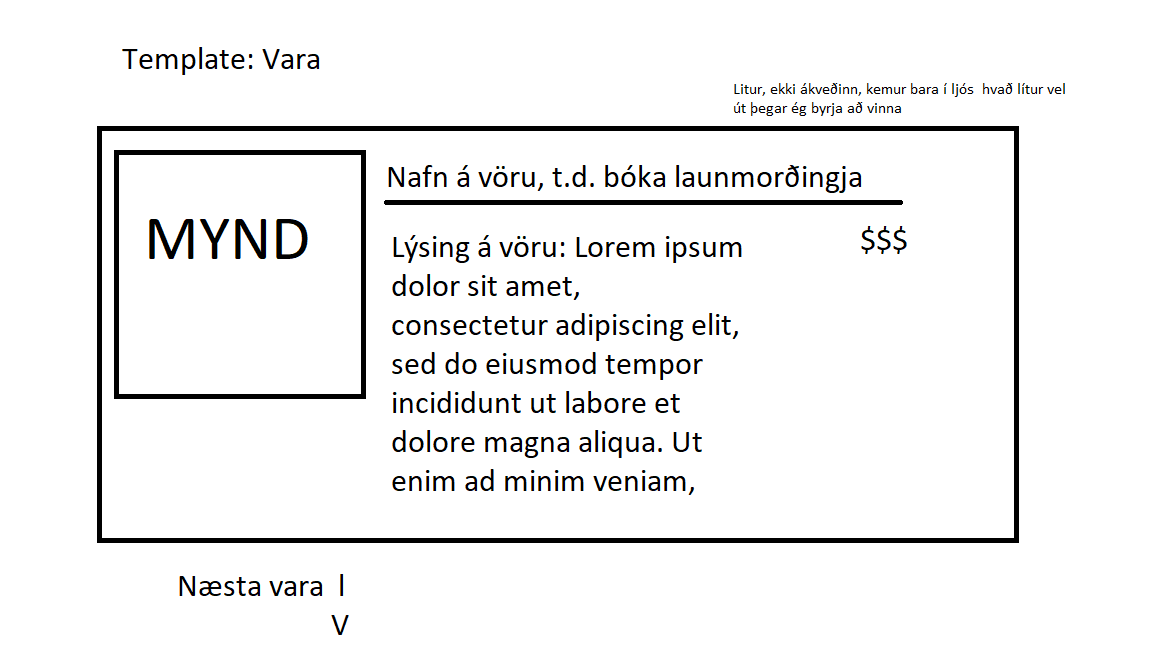 Template: Vara
Litur, ekki ákveðinn, kemur bara í ljós hvað lítur vel
út þegar ég byrja að vinna
MYND
Nafn á vöru, t.d. bóka launmorðingja
Lýsing á vöru: Lorem ipsum
dolor sit amet,
consectetur adipiscing elit,
sed do eiusmod tempor
incididunt ut labore et
dolore magna aliqua. Ut
enim ad minim veniam,
$$$
Næsta vara l
V